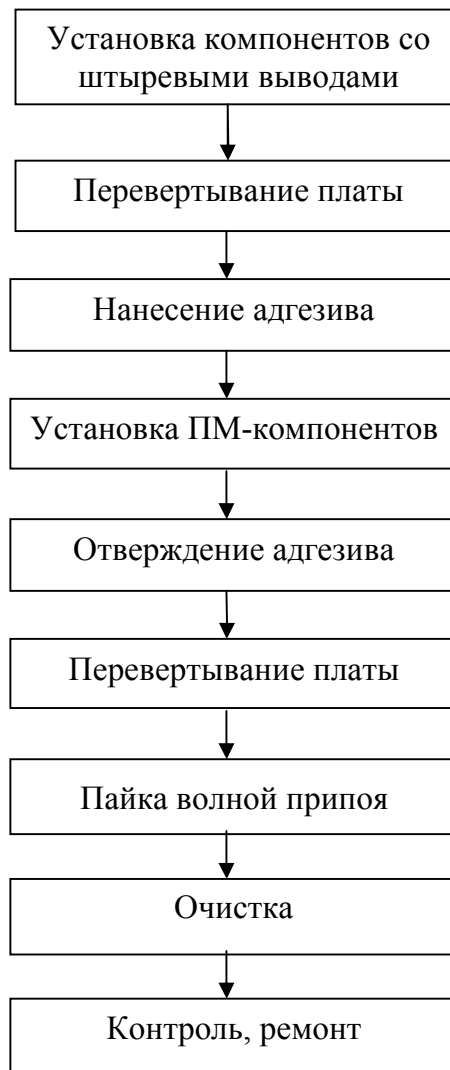 Установка компонентов со
штыревыми выводами
Перевертывание платы
Нанесение адгезива
Установка ПМ-компонентов
Отверждение адгезива
Перевертывание платы
Пайка волной припоя
Очистка
Контроль, ремонт